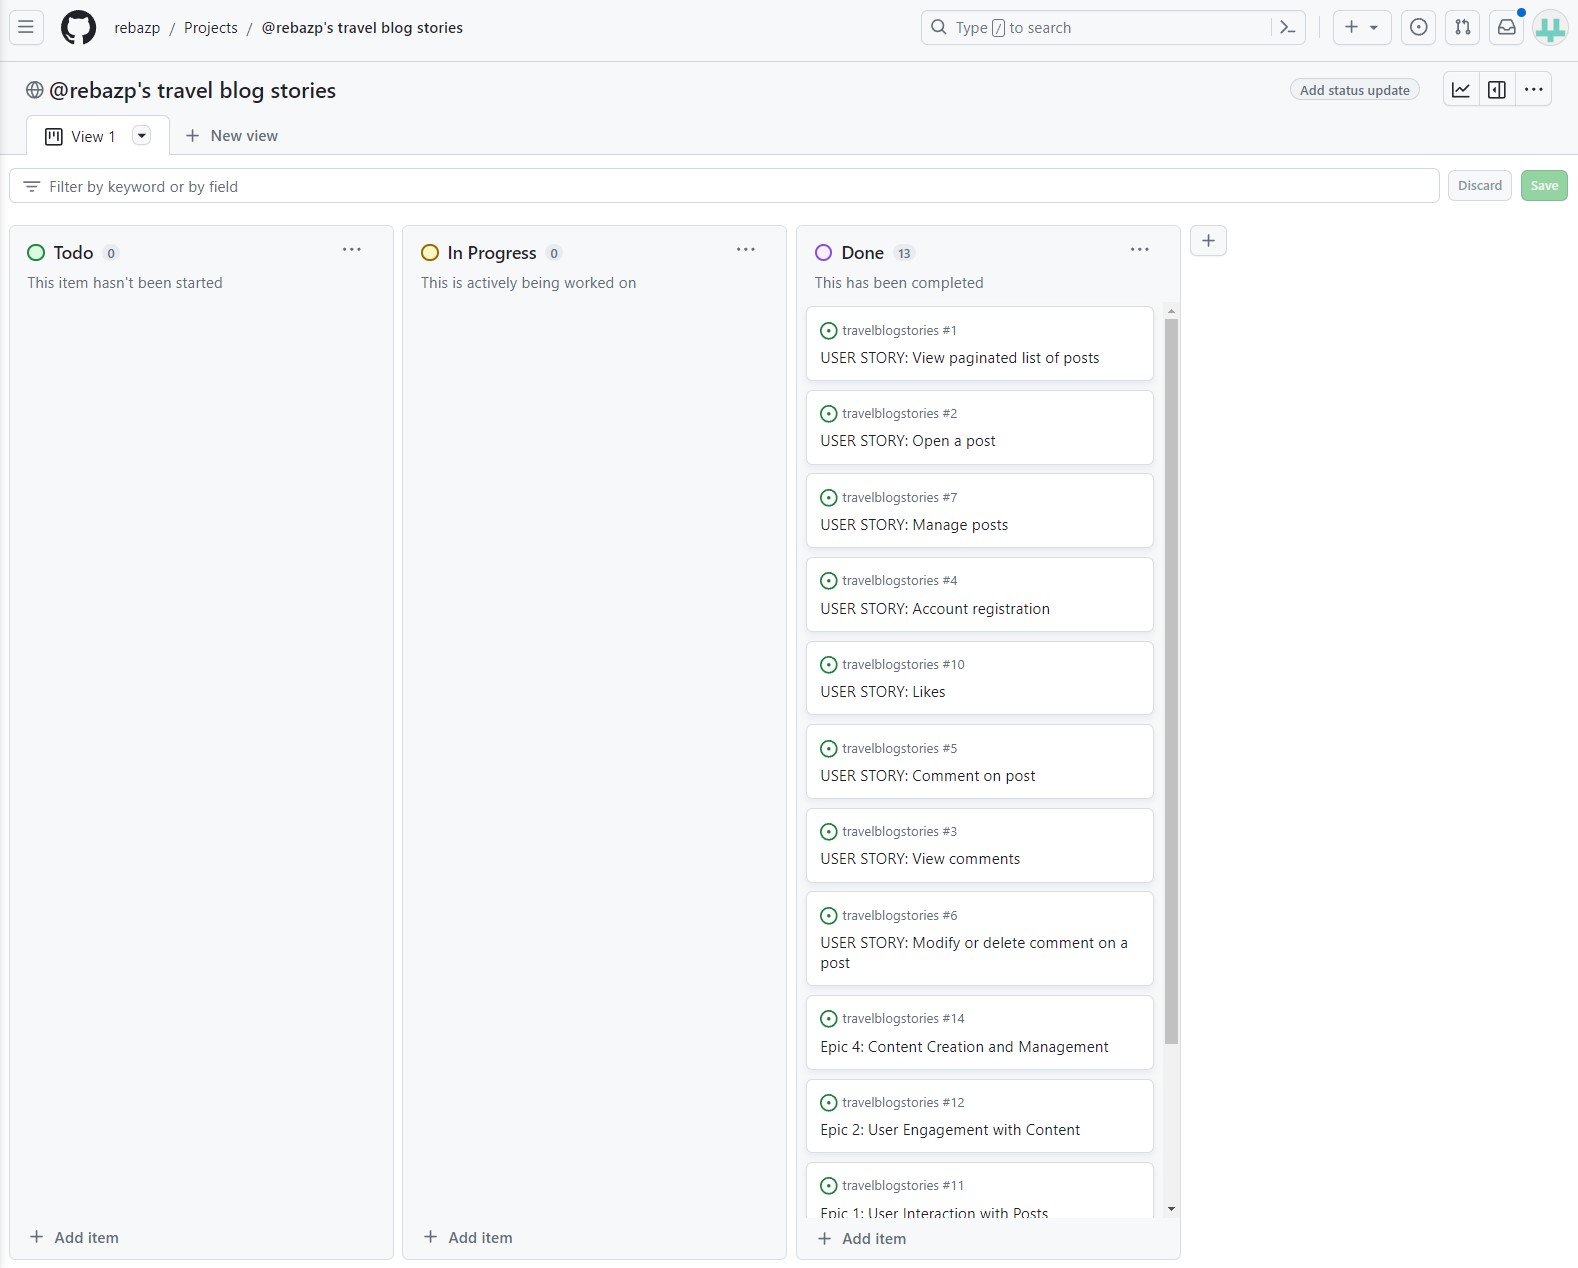 rebazp / Projects / @rebazp's travel blog stories
Type / to search
@rebazp's travel blog stories
Add status update
View 1
New view
Filter by keyword or by field
Discard
Save
Todo 0
This item hasn't been started
Add item
In Progress 0
This is actively being worked on
Add item
Done 13
This has been completed
travelblogstories #1
USER STORY: View paginated list of posts
travelblogstories #2
USER STORY: Open a post
travelblogstories #7
USER STORY: Manage posts
travelblogstories #4
USER STORY: Account registration
travelblogstories #10
USER STORY: Likes
travelblogstories #5
USER STORY: Comment on post
travelblogstories #3
USER STORY: View comments
travelblogstories #6
USER STORY: Modify or delete comment on a
post
travelblogstories #14
Epic 4: Content Creation and Management
travelblogstories #12
Epic 2: User Engagement with Content
travelblogstories #11
Epic 1: User Interaction with Posts
Add item